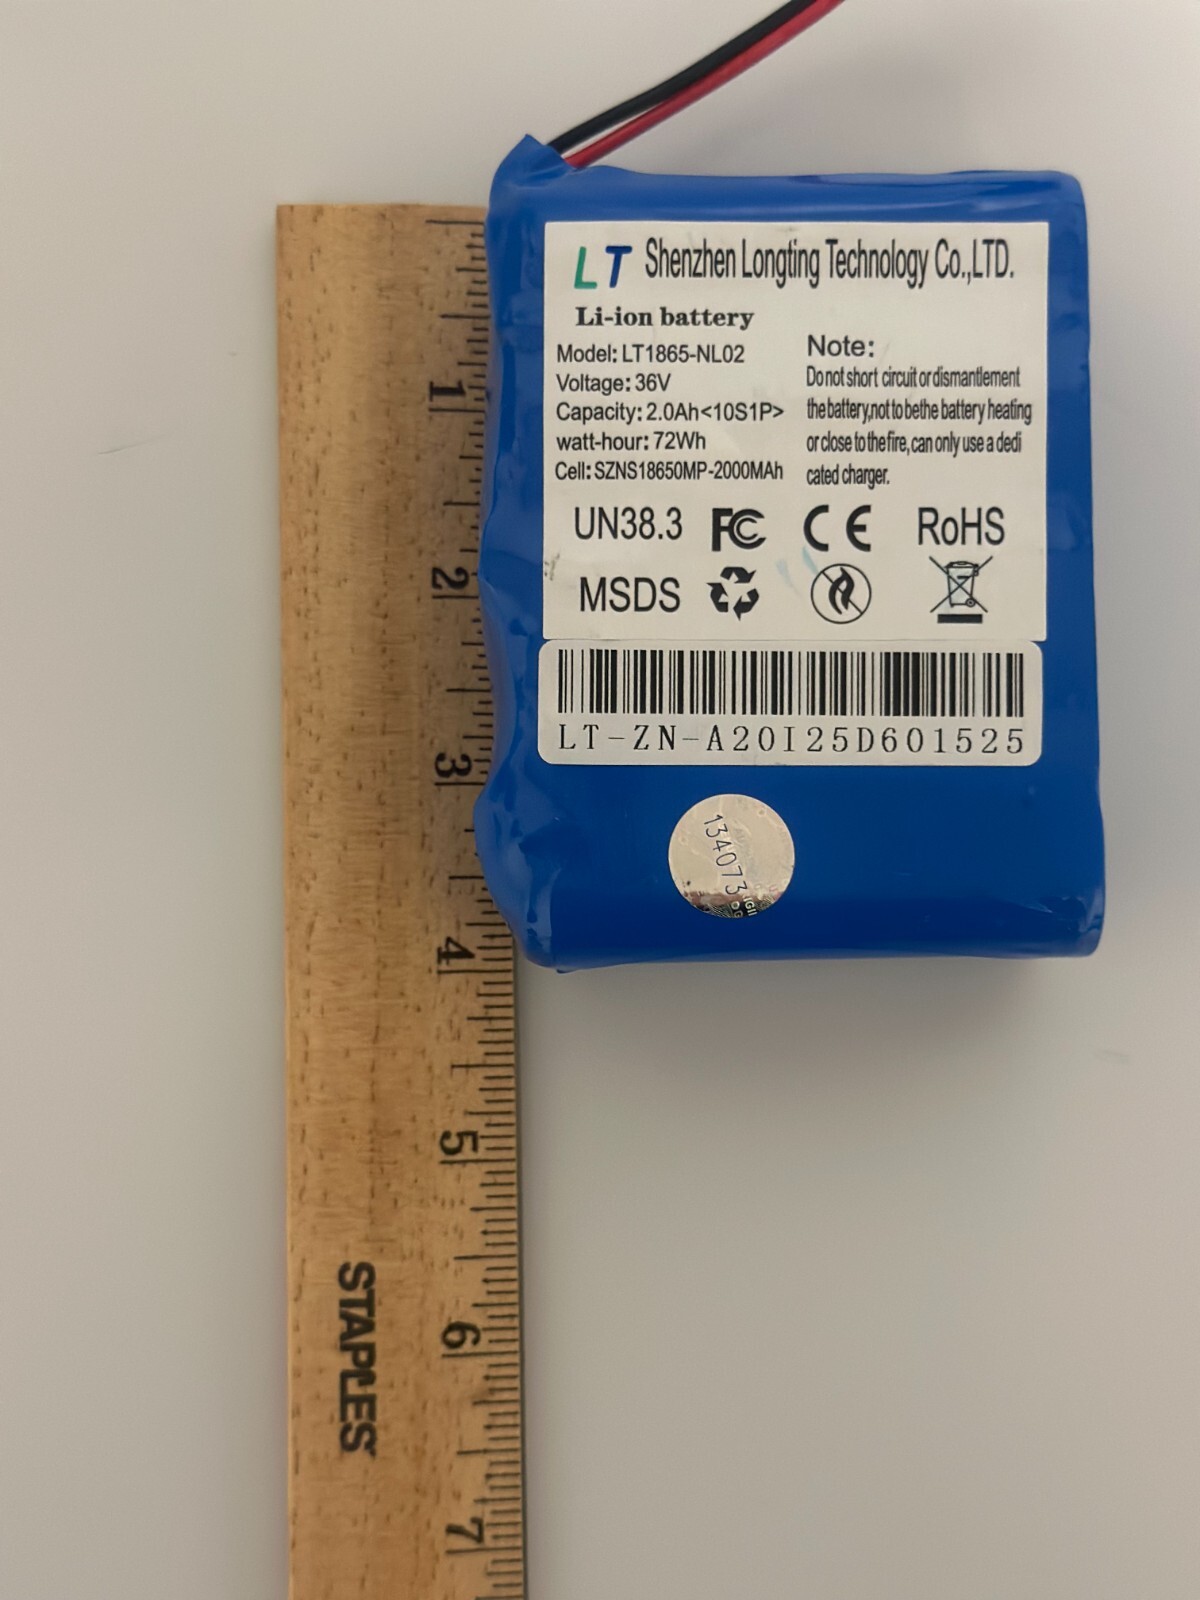 LT Shenzhen Longting Technology Co.,LTD.
Li-ion battery
Model: LT1865-NL02
Voltage: 36V
Capacity: 2.0Ah<10S1P>
watt-hour: 72Wh
Cell: SZNS18650MP-2000MAh
Note:
Do not short circuit or dismantlement
the battery,not to bethe battery heating
or close to the fire, can only use a dedi
cated charger.
UN38.3 FC CE RoHS
MSDS
LT-ZN-A20I25D601525
134073
1
2
3
4
5
6
7
STAPLES